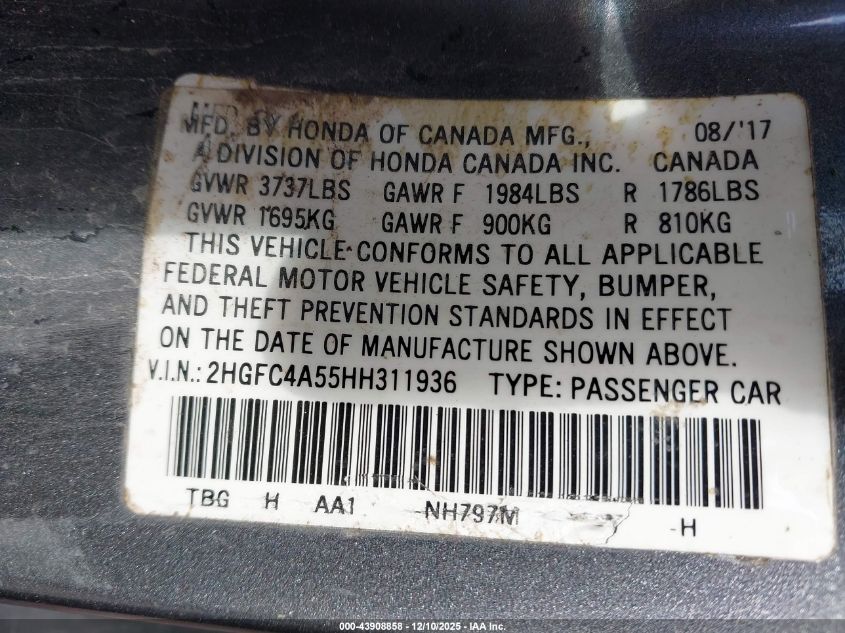 MFD. BY HONDA OF CANADA MFG., 08/'17
A DIVISION OF HONDA CANADA INC. CANADA
GVWR 3737LBS GAWR F 1984LBS R 1786LBS
GVWR 1695KG GAWR F 900KG R 810KG
THIS VEHICLE CONFORMS TO ALL APPLICABLE
FEDERAL MOTOR VEHICLE SAFETY, BUMPER,
AND THEFT PREVENTION STANDARDS IN EFFECT
ON THE DATE OF MANUFACTURE SHOWN ABOVE.
V.I.N.: 2HGFC4A55HH311936 TYPE: PASSENGER CAR
TBG H AA1 NH797M -H
000-43908858 - 12/10/2025 - IAA Inc.